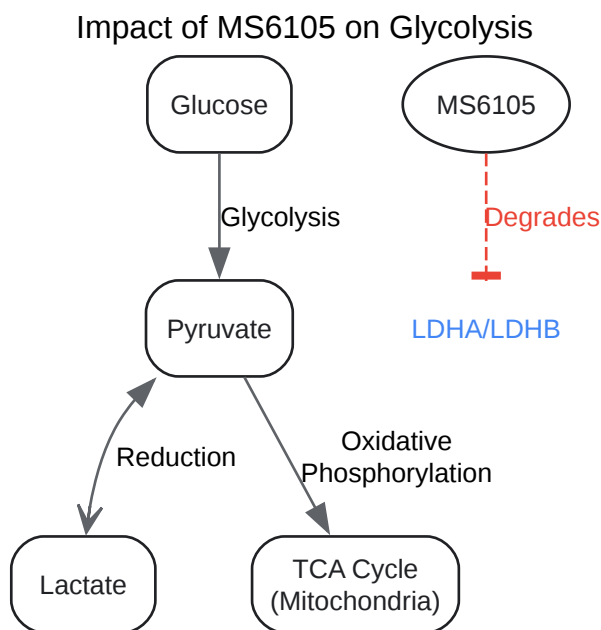 Impact of MS6105 on Glycolysis
Glucose
MS6105
Glycolysis
Degrades
Pyruvate
LDHA/LDHB
Reduction
Oxidative
Phosphorylation
Lactate
TCA Cycle
(Mitochondria)